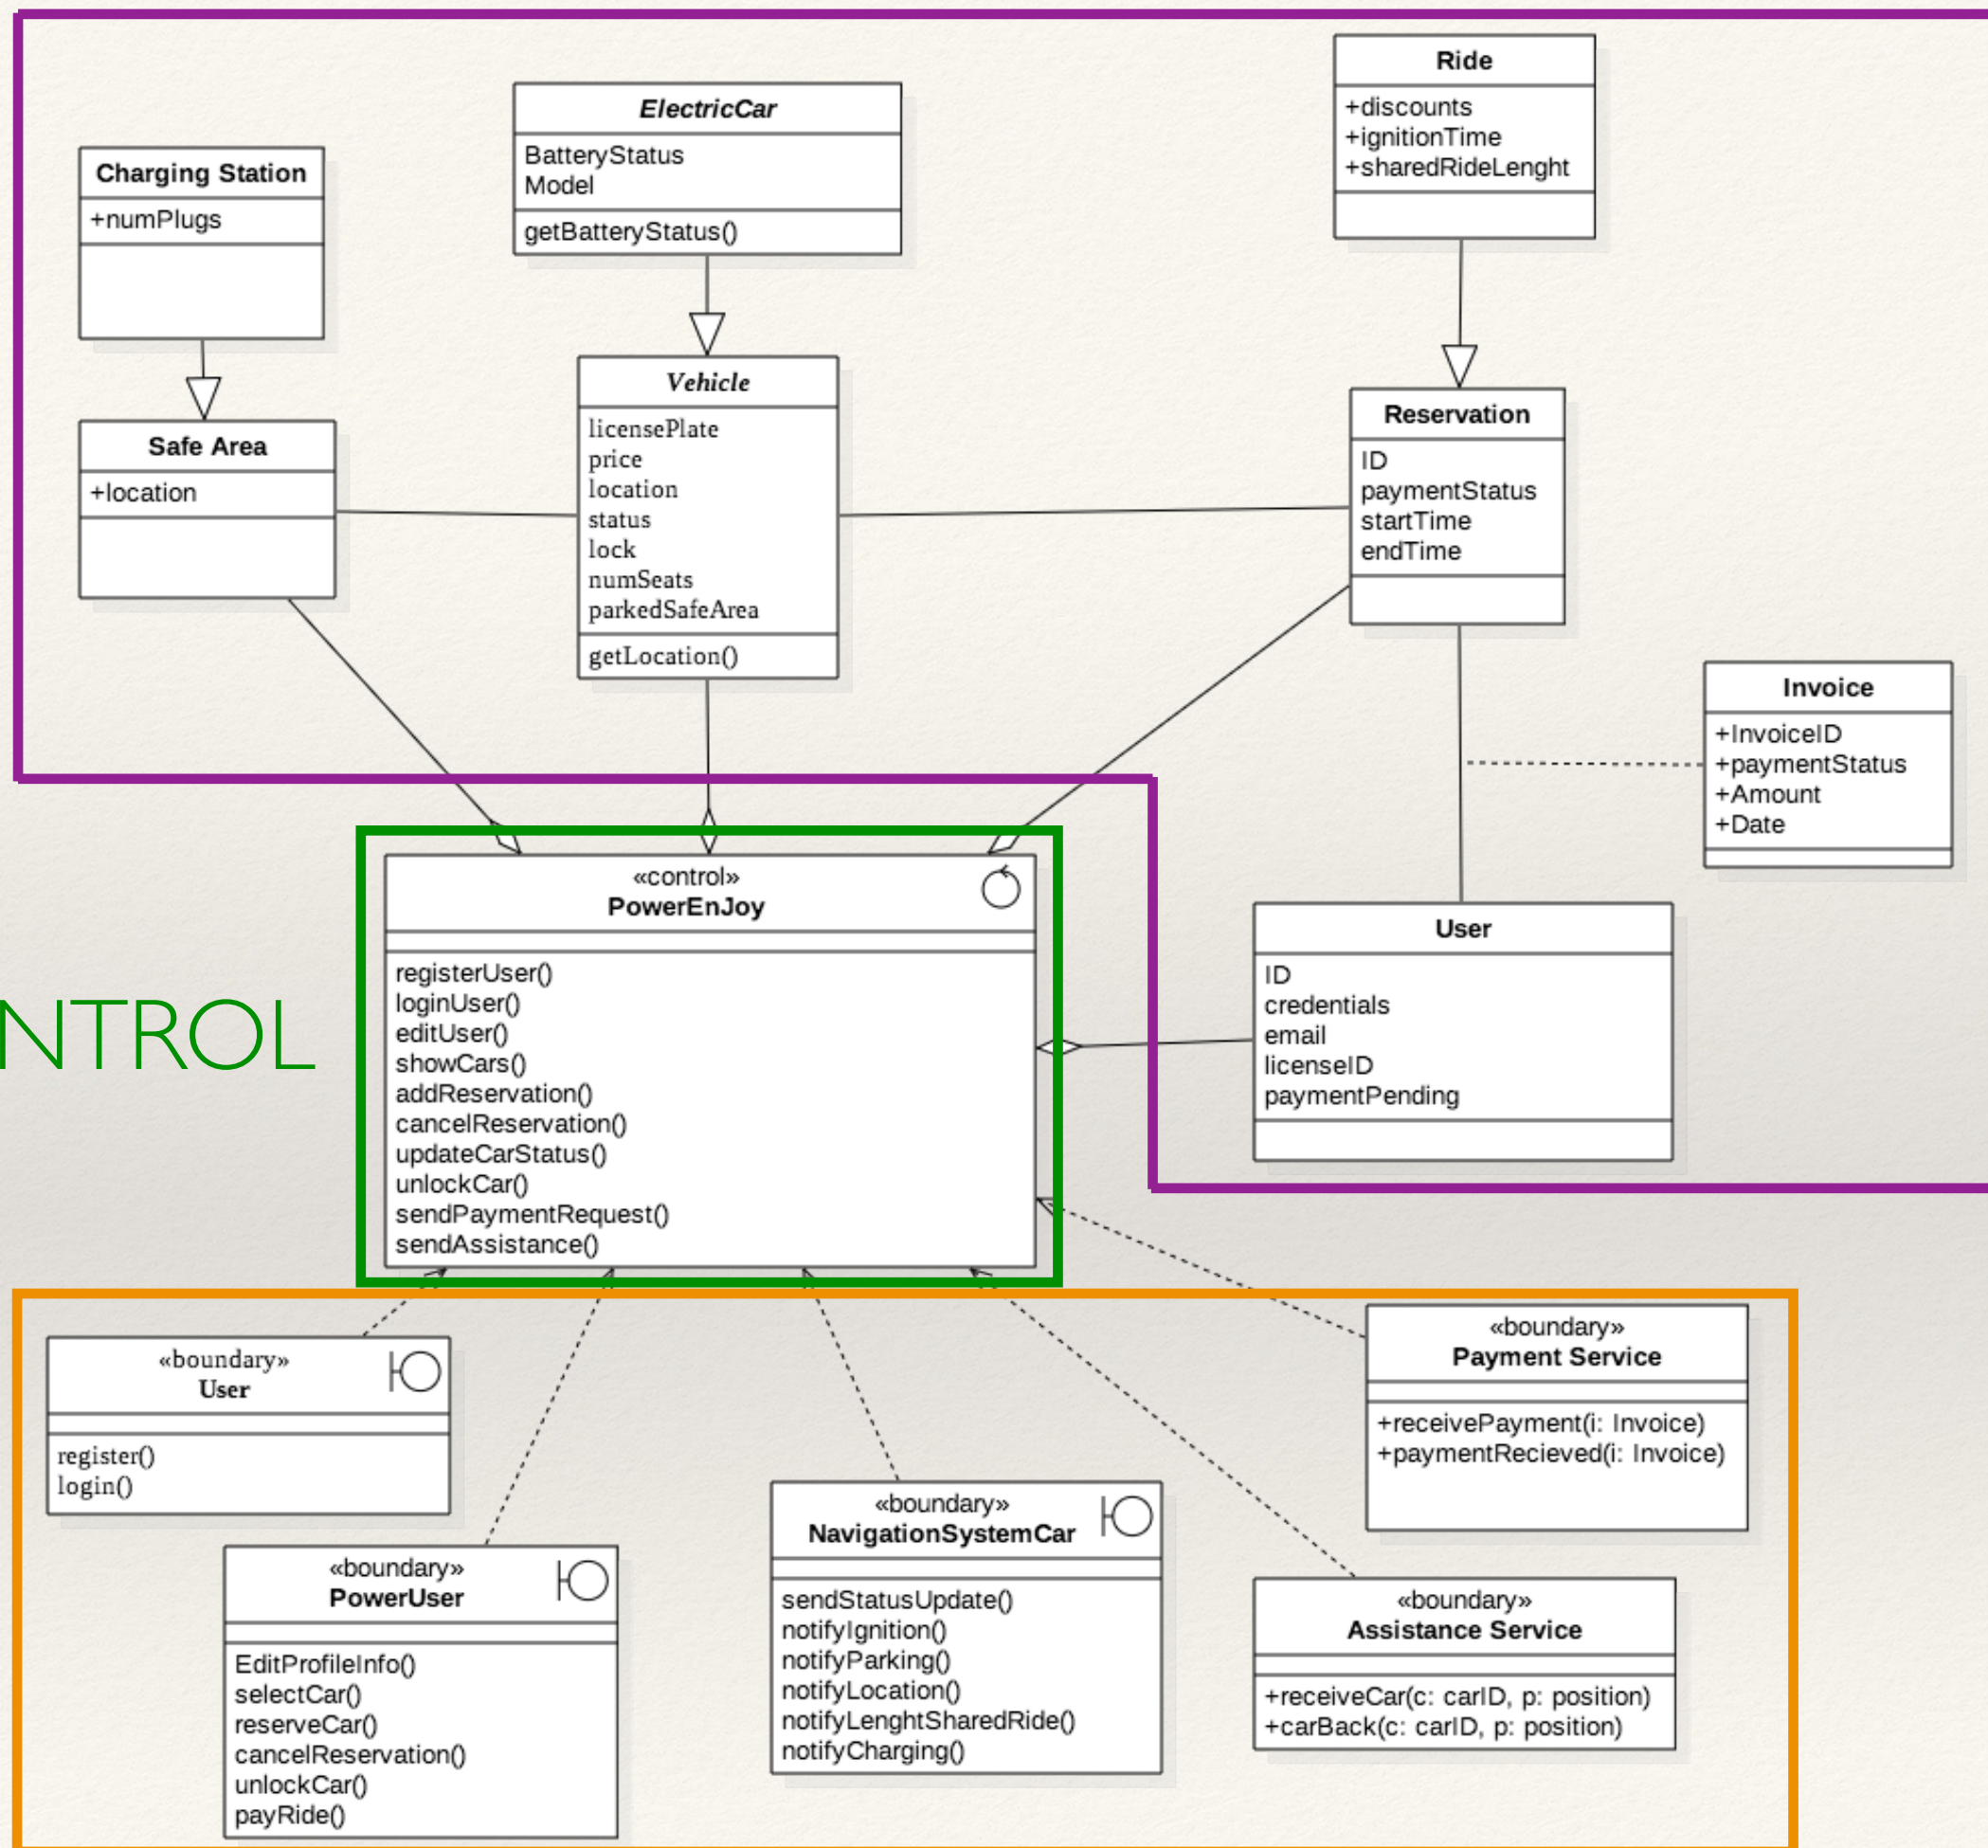 Ride
+discounts
+ignitionTime
+sharedRideLenght
ElectricCar
BatteryStatus
Model
getBatteryStatus()
Charging Station
+numPlugs
Vehicle
licensePlate
price
location
status
lock
numSeats
parkedSafeArea
getLocation()
Safe Area
+location
Reservation
ID
paymentStatus
startTime
endTime
Invoice
+InvoiceID
+paymentStatus
+Amount
+Date
«control»
PowerEnJoy
registerUser()
loginUser()
editUser()
showCars()
addReservation()
cancelReservation()
updateCarStatus()
unlockCar()
sendPaymentRequest()
sendAssistance()
User
ID
credentials
email
licenseID
paymentPending
NTROL
«boundary»
User
register()
login()
«boundary»
Payment Service
+receivePayment(i: Invoice)
+paymentRecieved(i: Invoice)
«boundary»
PowerUser
EditProfileInfo()
selectCar()
reserveCar()
cancelReservation()
unlockCar()
payRide()
«boundary»
NavigationSystemCar
sendStatusUpdate()
notifyIgnition()
notifyParking()
notifyLocation()
notifyLenghtSharedRide()
notifyCharging()
«boundary»
Assistance Service
+receiveCar(c: carID, p: position)
+carBack(c: carID, p: position)